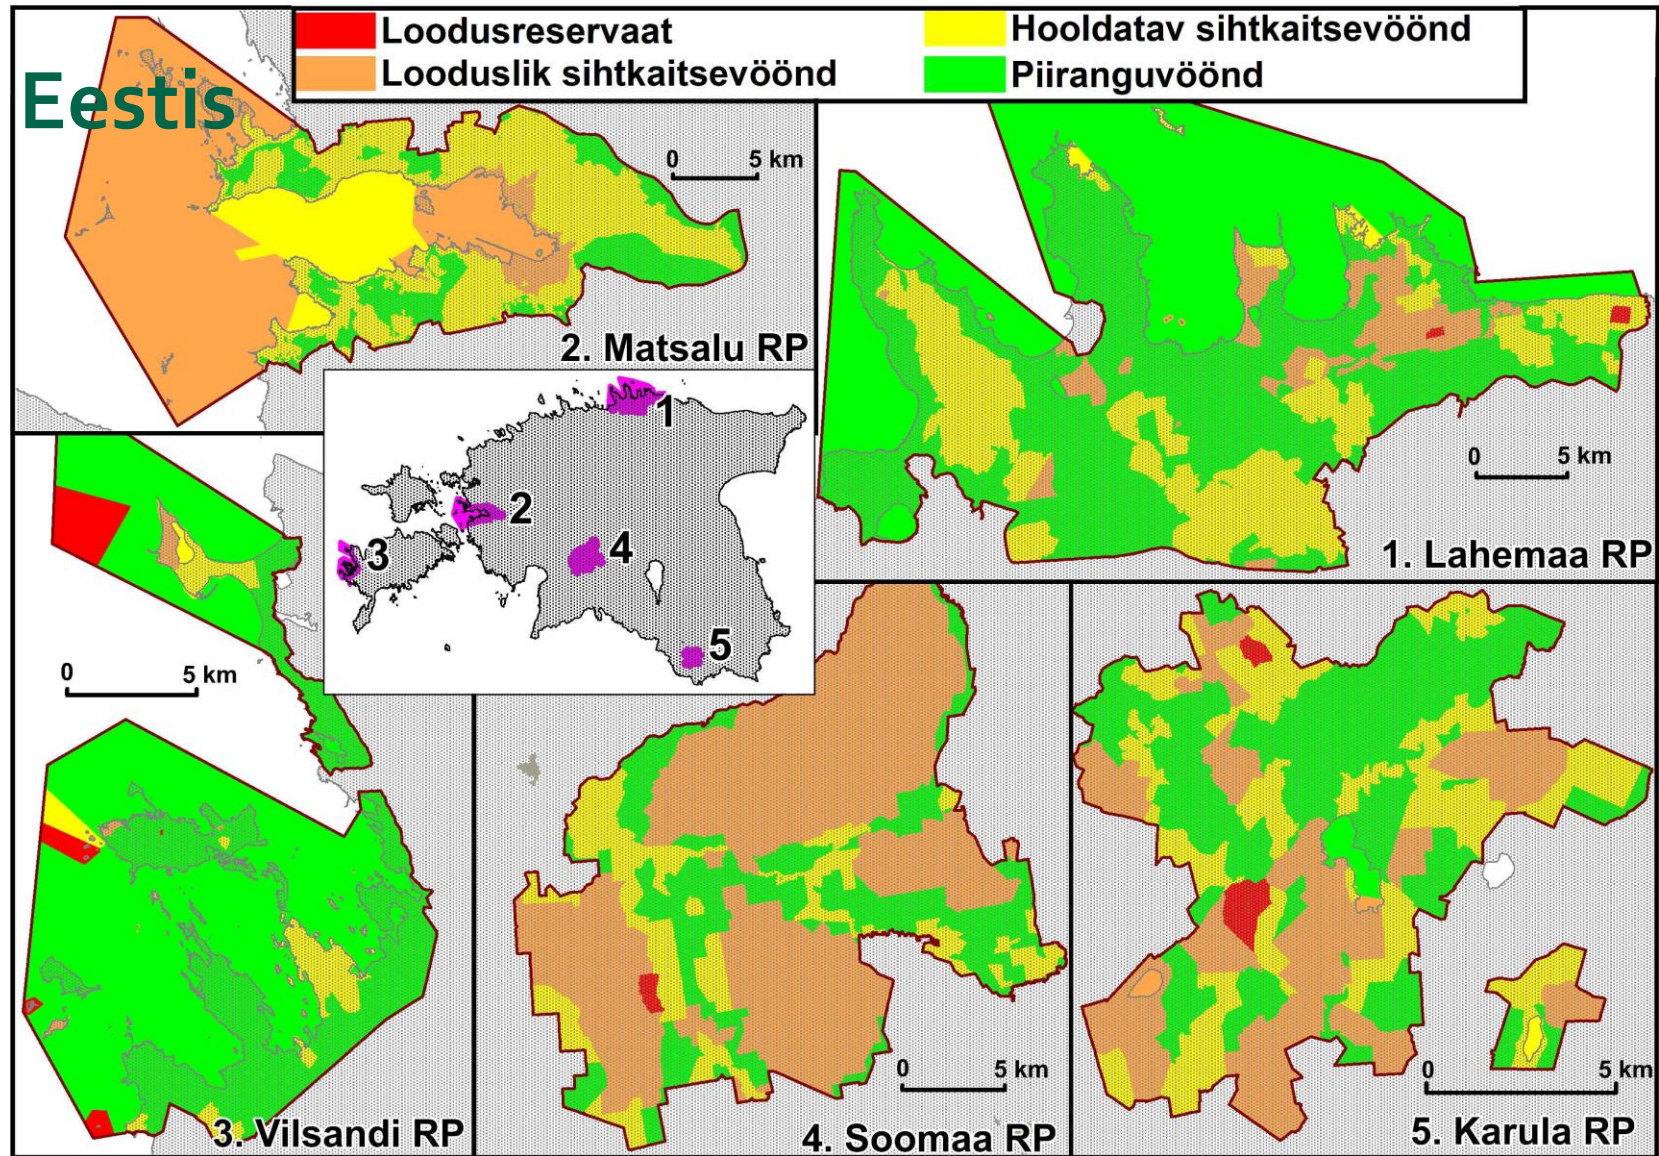 Loodusreservaat
Looduslik sihtkaitsevöönd
Hooldatav sihtkaitsevöönd
Piiranguvöönd
Eestis
0 5 km
2. Matsalu RP
0 5 km
1. Lahemaa RP
1
2
3
4
5
0 5 km
3. Vilsandi RP
0 5 km
4. Soomaa RP
0 5 km
5. Karula RP